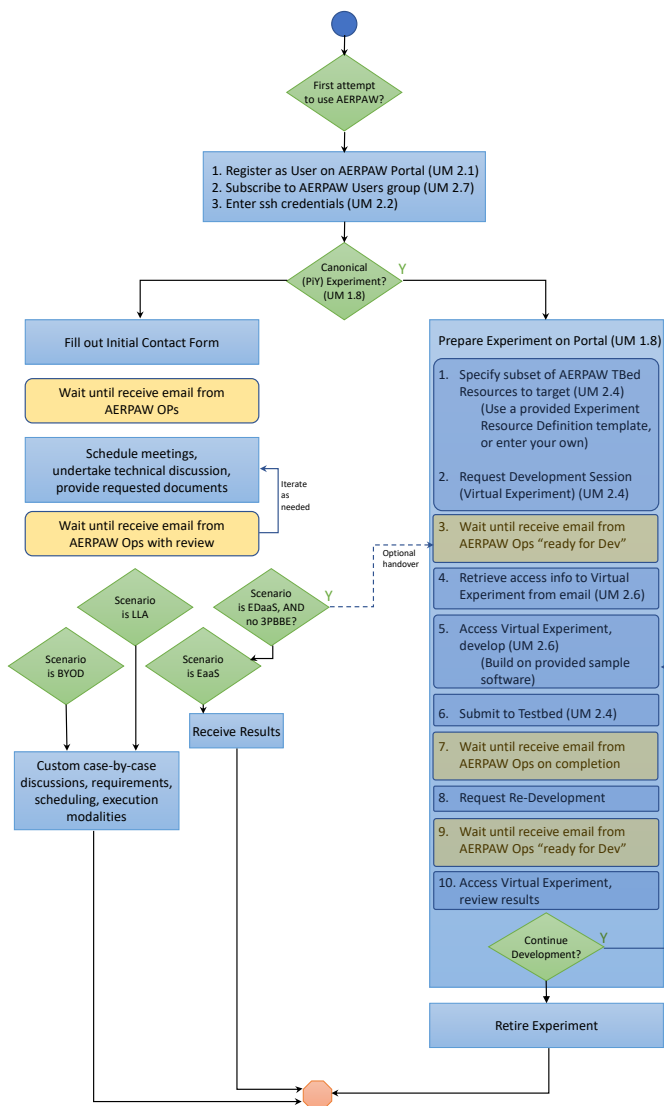 First attempt
to use AERPAW?
1. Register as User on AERPAW Portal (UM 2.1)
2. Subscribe to AERPAW Users group (UM 2.7)
3. Enter ssh credentials (UM 2.2)
Canonical
(PiY) Experiment?
(UM 1.8)
Y
Fill out Initial Contact Form
Wait until receive email from
AERPAW OPs
Schedule meetings,
undertake technical discussion,
provide requested documents
Iterate
as
needed
Wait until receive email from
AERPAW Ops with review
Scenario
is EDaaS, AND
no 3PBBE?
Y
Optional
handover
Scenario
is LLA
Scenario
is BYOD
Scenario
is EaaS
Receive Results
Custom case-by-case
discussions, requirements,
scheduling, execution
modalities
Prepare Experiment on Portal (UM 1.8)
1. Specify subset of AERPAW TBed
Resources to target (UM 2.4)
(Use a provided Experiment
Resource Definition template,
or enter your own)
2. Request Development Session
(Virtual Experiment) (UM 2.4)
3. Wait until receive email from
AERPAW Ops “ready for Dev”
4. Retrieve access info to Virtual
Experiment from email (UM 2.6)
5. Access Virtual Experiment,
develop (UM 2.6)
(Build on provided sample
software)
6. Submit to Testbed (UM 2.4)
7. Wait until receive email from
AERPAW Ops on completion
8. Request Re-Development
9. Wait until receive email from
AERPAW Ops “ready for Dev”
10. Access Virtual Experiment,
review results
Continue
Development?
Y
Retire Experiment